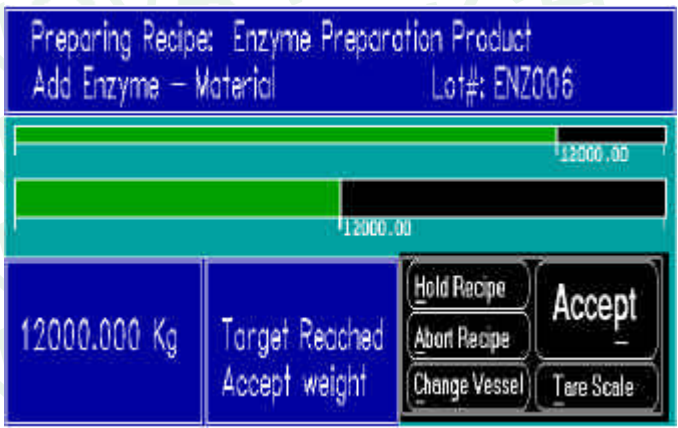 Preparing Recipe: Enzyme Preparation Product
Add Enzyme - Material Lot#: ENZ006
12000.00
12000.00
12000.000 Kg
Target Reached
Accept weight
Hold Recipe
Accept
Abort Recipe
Change Vessel
Tare Scale